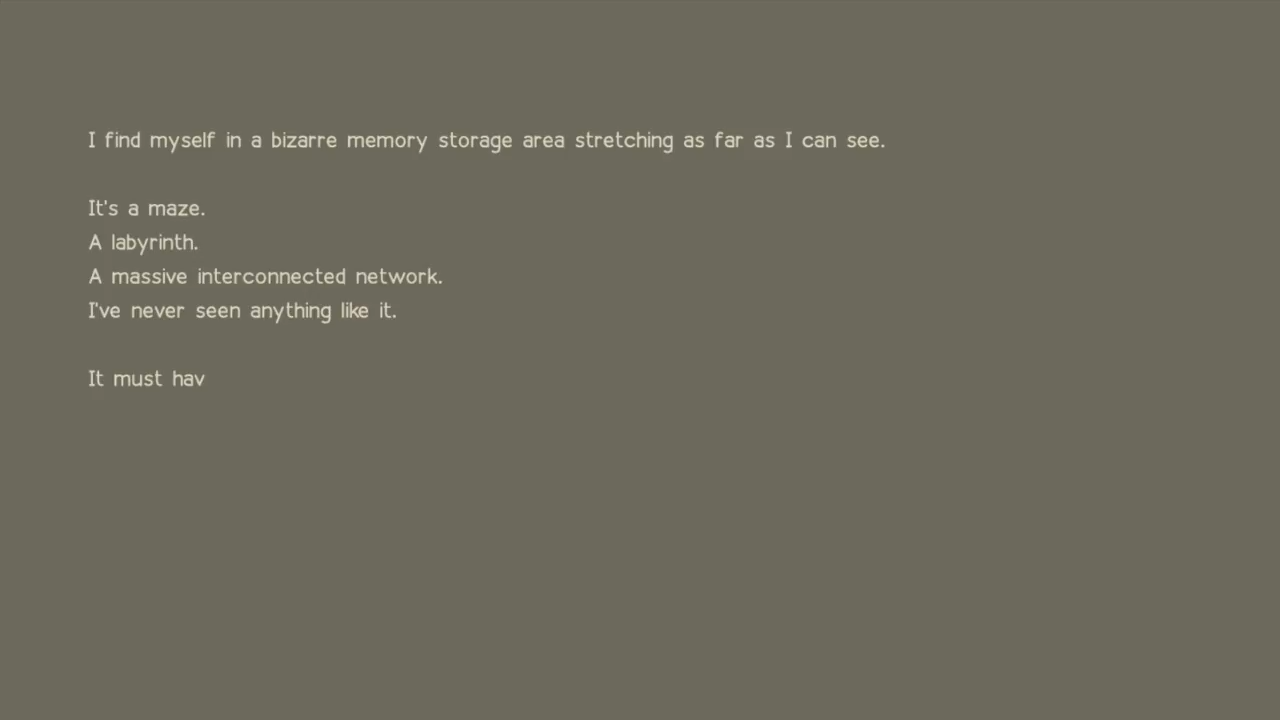 I find myself in a bizarre memory storage area stretching as far as I can see.
It's a maze.
A labyrinth.
A massive interconnected network.
I've never seen anything like it.
It must hav